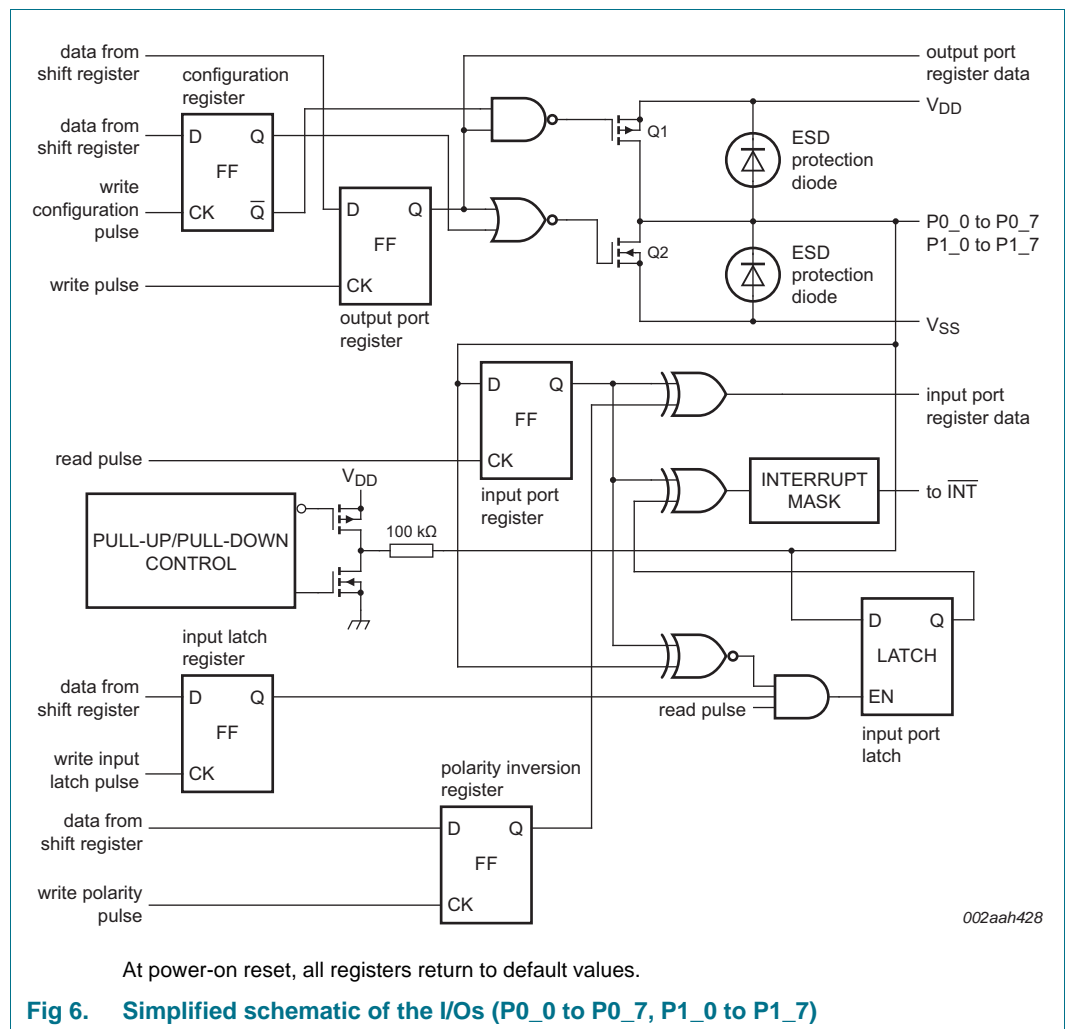 data from
shift register
configuration
register
data from
shift register
D
Q
FF
write
configuration
pulse
CK
Q̅
D
Q
FF
write pulse
CK
output port
register
output port
register data
VDD
Q1
ESD
protection
diode
P0_0 to P0_7
P1_0 to P1_7
Q2
ESD
protection
diode
VSS
D
Q
FF
read pulse
CK
input port
register
input port
register data
INTERRUPT
MASK
to I̅N̅T̅
VDD
100 kΩ
PULL-UP/PULL-DOWN
CONTROL
D
Q
LATCH
EN
input port
latch
read pulse
input latch
register
data from
shift register
D
Q
FF
write input
latch pulse
CK
polarity inversion
register
data from
shift register
D
Q
FF
write polarity
pulse
CK
002aah428
At power-on reset, all registers return to default values.
Fig 6. Simplified schematic of the I/Os (P0_0 to P0_7, P1_0 to P1_7)